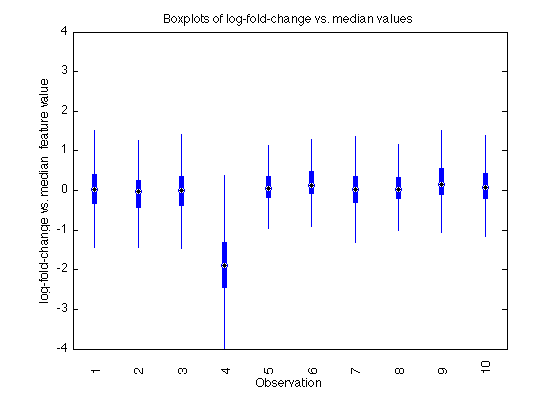 Boxplots of log-fold-change vs. median values
log-fold-change vs. median feature value
4
3
2
1
0
-1
-2
-3
-4
1 2 3 4 5 6 7 8 9 10
Observation